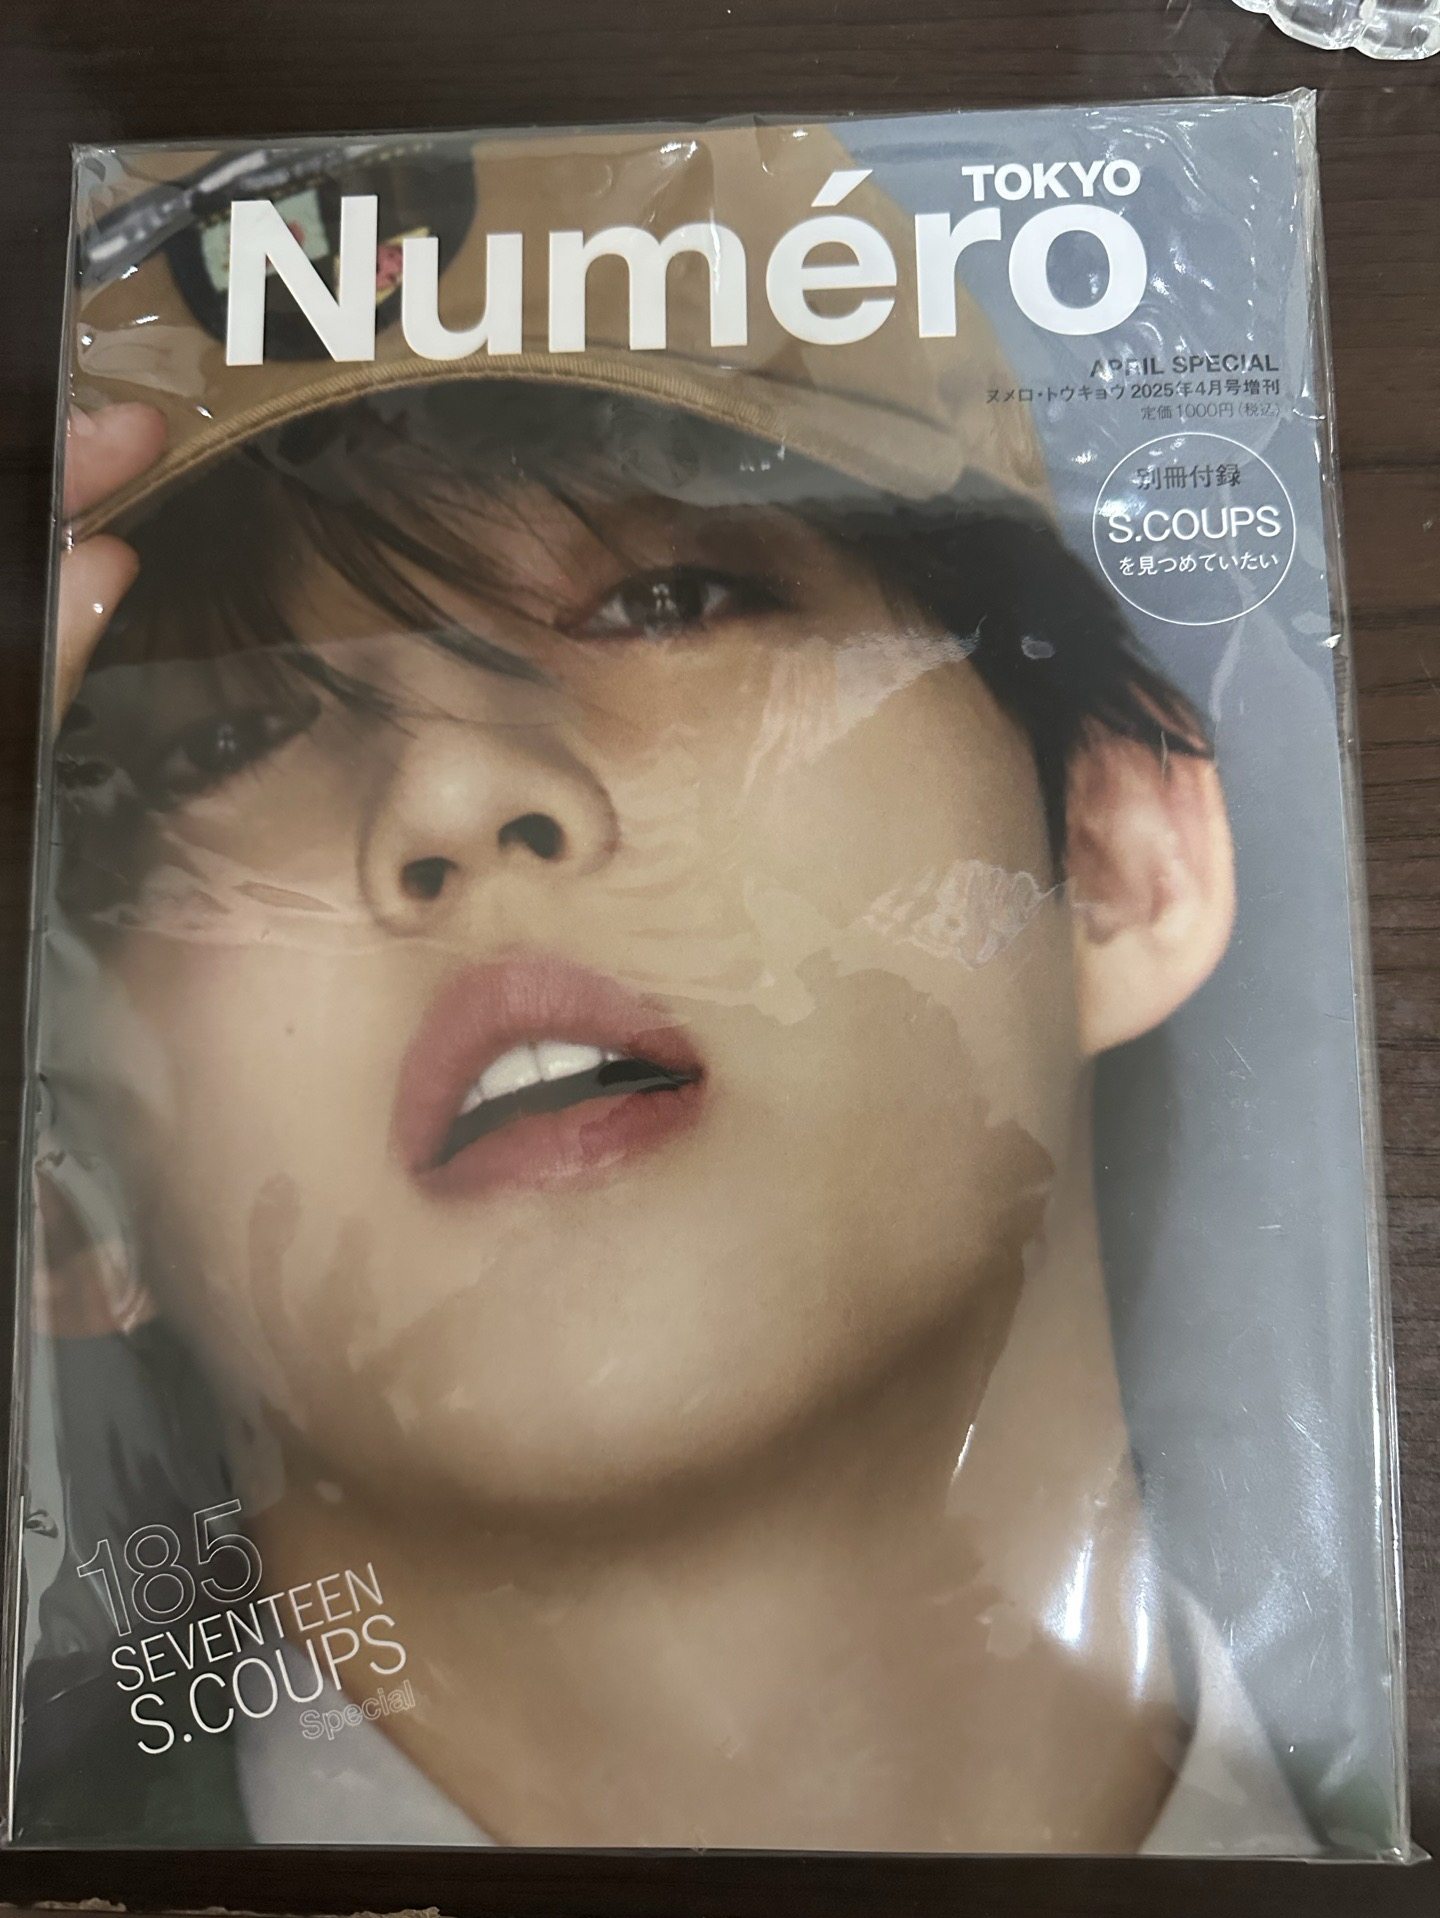 TOKYO
Numéro
APRIL SPECIAL
ヌメロ・トウキョウ 2025年4月号増刊
定価1000円(税込)
別冊付録
S.COUPS
を見つめていたい
185
SEVENTEEN
S.COUPS
Special